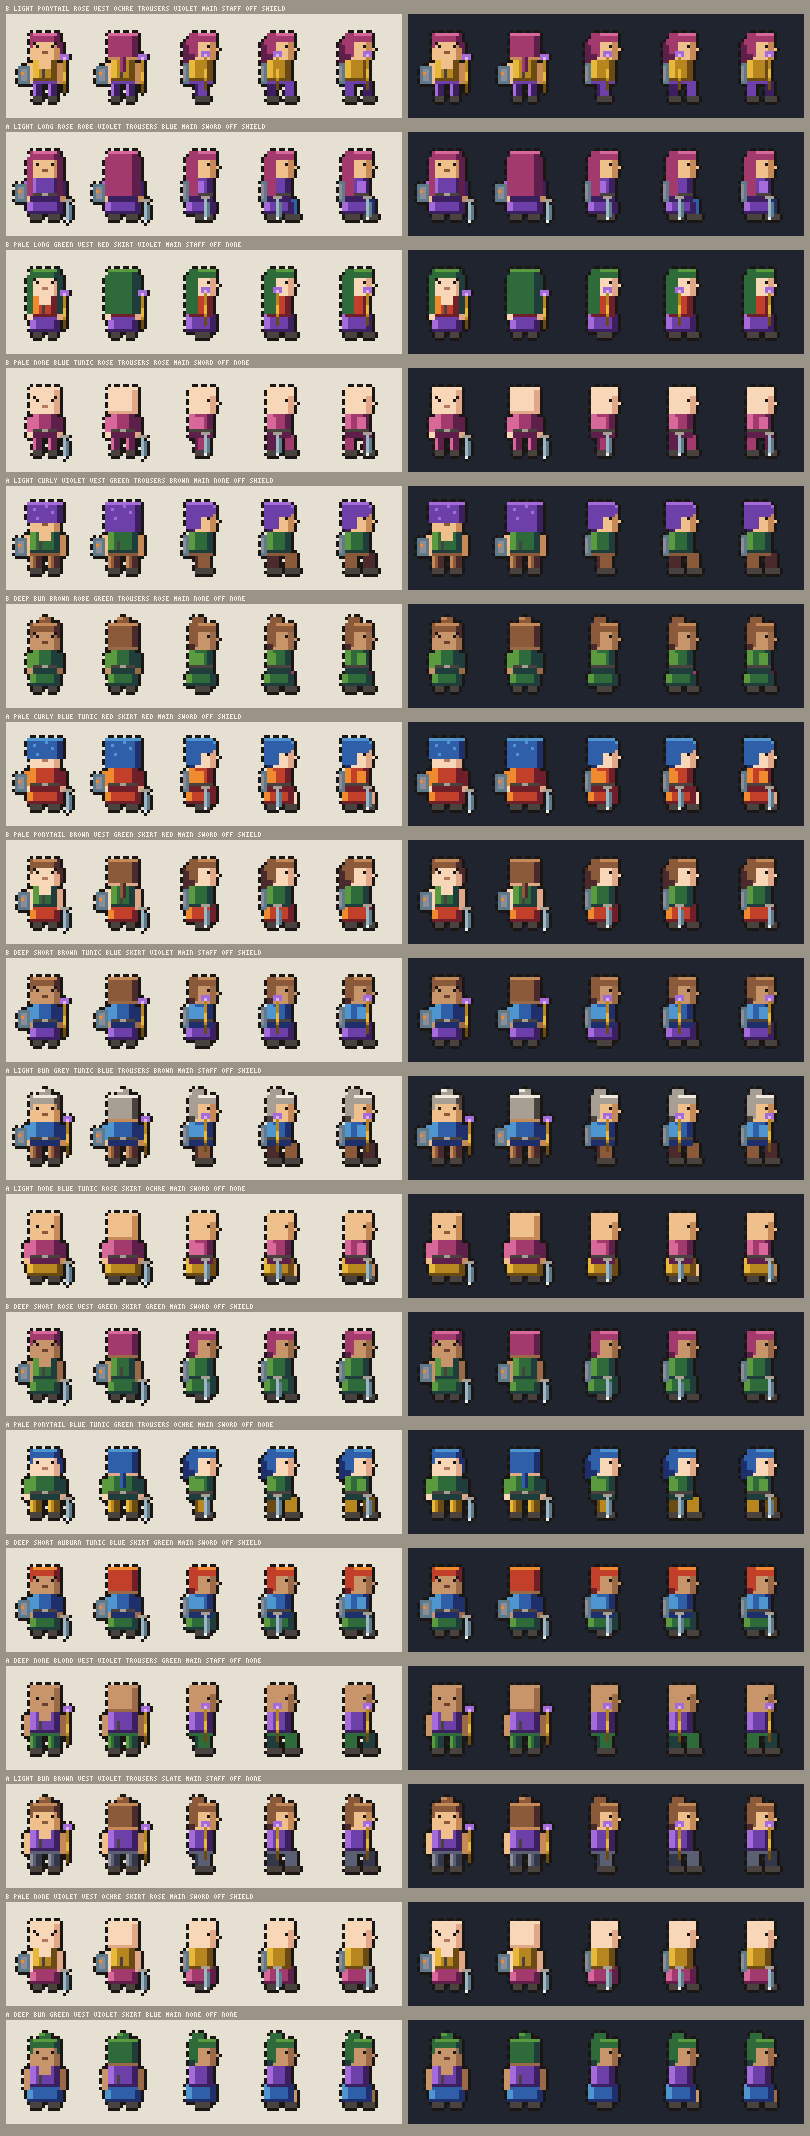 B LIGHT PONYTAIL ROSE VEST OCHRE TROUSERS VIOLET MAIN STAFF OFF SHIELD
A LIGHT LONG ROSE ROBE VIOLET TROUSERS BLUE MAIN SWORD OFF SHIELD
B PALE LONG GREEN VEST RED SKIRT VIOLET MAIN STAFF OFF NONE
B PALE NONE BLUE TUNIC ROSE TROUSERS ROSE MAIN SWORD OFF NONE
A LIGHT CURLY VIOLET VEST GREEN TROUSERS BROWN MAIN NONE OFF SHIELD
B DEEP BUN BROWN ROBE GREEN TROUSERS ROSE MAIN NONE OFF NONE
A PALE CURLY BLUE TUNIC RED SKIRT RED MAIN SWORD OFF SHIELD
B PALE PONYTAIL BROWN VEST GREEN SKIRT RED MAIN SWORD OFF SHIELD
B DEEP SHORT BROWN TUNIC BLUE SKIRT VIOLET MAIN STAFF OFF SHIELD
A LIGHT BUN GREY TUNIC BLUE TROUSERS BROWN MAIN STAFF OFF SHIELD
A LIGHT NONE BLUE TUNIC ROSE SKIRT OCHRE MAIN SWORD OFF NONE
B DEEP SHORT ROSE VEST GREEN SKIRT GREEN MAIN SWORD OFF SHIELD
A PALE PONYTAIL BLUE TUNIC GREEN TROUSERS OCHRE MAIN SWORD OFF NONE
B DEEP SHORT AUBURN TUNIC BLUE SKIRT GREEN MAIN SWORD OFF SHIELD
A DEEP NONE BLOND VEST VIOLET TROUSERS GREEN MAIN STAFF OFF NONE
A LIGHT BUN BROWN VEST VIOLET TROUSERS SLATE MAIN STAFF OFF NONE
B PALE NONE VIOLET VEST OCHRE SKIRT ROSE MAIN SWORD OFF SHIELD
A DEEP BUN GREEN VEST VIOLET SKIRT BLUE MAIN NONE OFF NONE